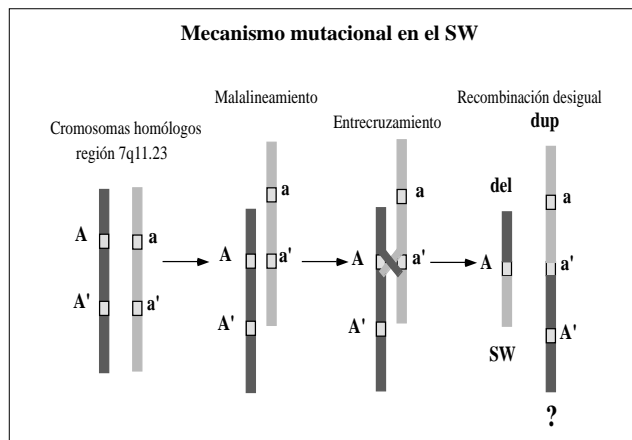 Mecanismo mutacional en el SW
Malalineamiento
Recombinación desigual
Cromosomas homólogos
región 7q11.23
Entrecruzamiento
dup
del
a
a
a
A
a
A
a'
A
a'
A
a'
A'
a'
A'
A'
A'
SW
?